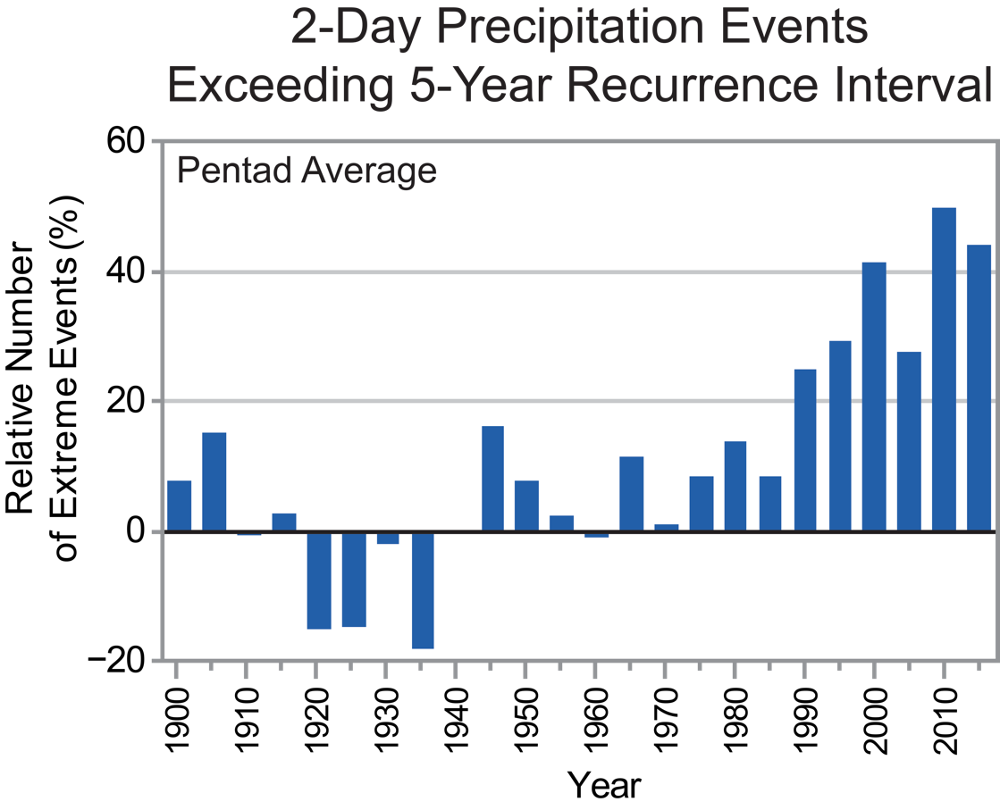 2-Day Precipitation Events
Exceeding 5-Year Recurrence Interval
Pentad Average
Relative Number
of Extreme Events (%)
60
40
20
0
−20
1900
1910
1920
1930
1940
1950
1960
1970
1980
1990
2000
2010
Year